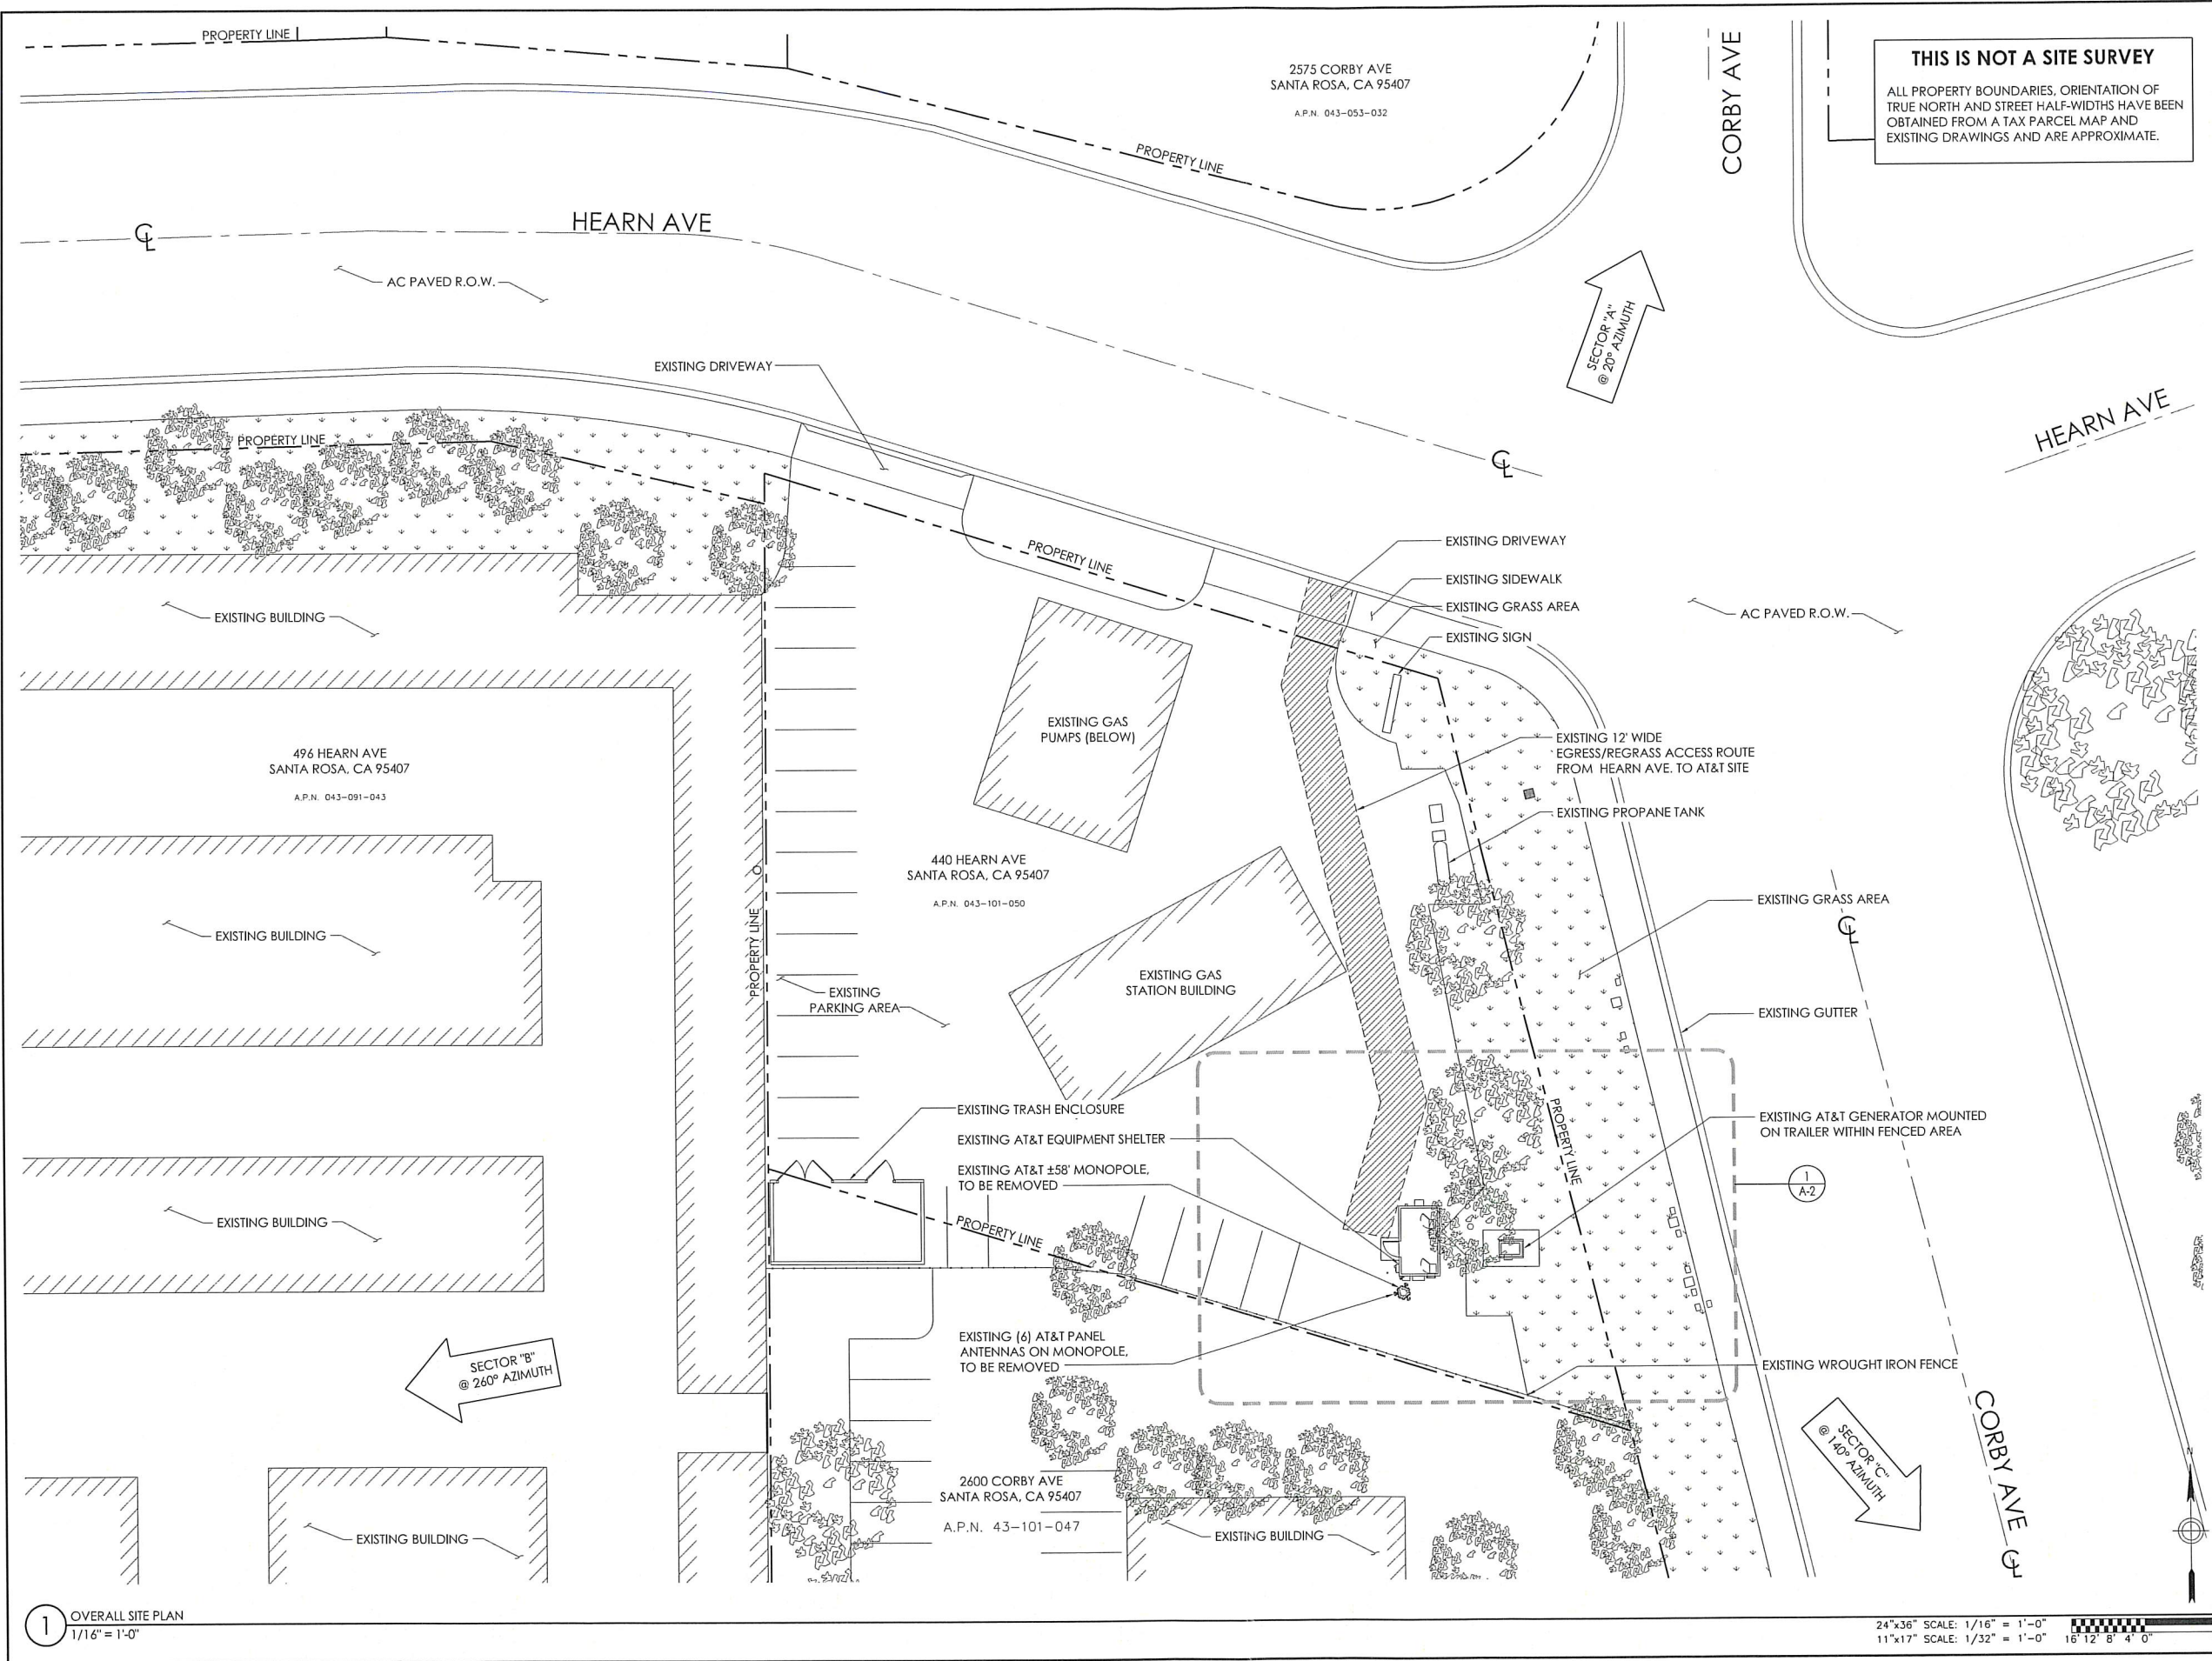 PROPERTY LINE
2575 CORBY AVE
SANTA ROSA, CA 95407
A.P.N. 043-053-032
CORBY AVE
THIS IS NOT A SITE SURVEY
ALL PROPERTY BOUNDARIES, ORIENTATION OF
TRUE NORTH AND STREET HALF-WIDTHS HAVE BEEN
OBTAINED FROM A TAX PARCEL MAP AND
EXISTING DRAWINGS AND ARE APPROXIMATE.
PROPERTY LINE
HEARN AVE
CL
AC PAVED R.O.W.
SECTOR "A"
@ 20° AZIMUTH
EXISTING DRIVEWAY
HEARN AVE
PROPERTY LINE
CL
PROPERTY LINE
EXISTING DRIVEWAY
EXISTING SIDEWALK
EXISTING GRASS AREA
EXISTING SIGN
AC PAVED R.O.W.
EXISTING BUILDING
EXISTING GAS
PUMPS (BELOW)
496 HEARN AVE
SANTA ROSA, CA 95407
A.P.N. 043-091-043
EXISTING 12' WIDE
EGRESS/REGRASS ACCESS ROUTE
FROM HEARN AVE. TO AT&T SITE
EXISTING PROPANE TANK
440 HEARN AVE
SANTA ROSA, CA 95407
A.P.N. 043-101-050
EXISTING GRASS AREA
CL
EXISTING BUILDING
PROPERTY LINE
EXISTING GAS
STATION BUILDING
EXISTING
PARKING AREA
EXISTING GUTTER
EXISTING TRASH ENCLOSURE
EXISTING AT&T EQUIPMENT SHELTER
EXISTING AT&T ±58' MONOPOLE,
TO BE REMOVED
PROPERTY LINE
EXISTING AT&T GENERATOR MOUNTED
ON TRAILER WITHIN FENCED AREA
1
A-2
EXISTING BUILDING
PROPERTY LINE
EXISTING (6) AT&T PANEL
ANTENNAS ON MONOPOLE,
TO BE REMOVED
EXISTING WROUGHT IRON FENCE
SECTOR "B"
@ 260° AZIMUTH
SECTOR "C"
@ 140° AZIMUTH
CORBY AVE
CL
2600 CORBY AVE
SANTA ROSA, CA 95407
A.P.N. 43-101-047
EXISTING BUILDING
EXISTING BUILDING
N
1
OVERALL SITE PLAN
1/16" = 1'-0"
24"x36" SCALE: 1/16" = 1'-0"
11"x17" SCALE: 1/32" = 1'-0"
16' 12' 8' 4' 0"